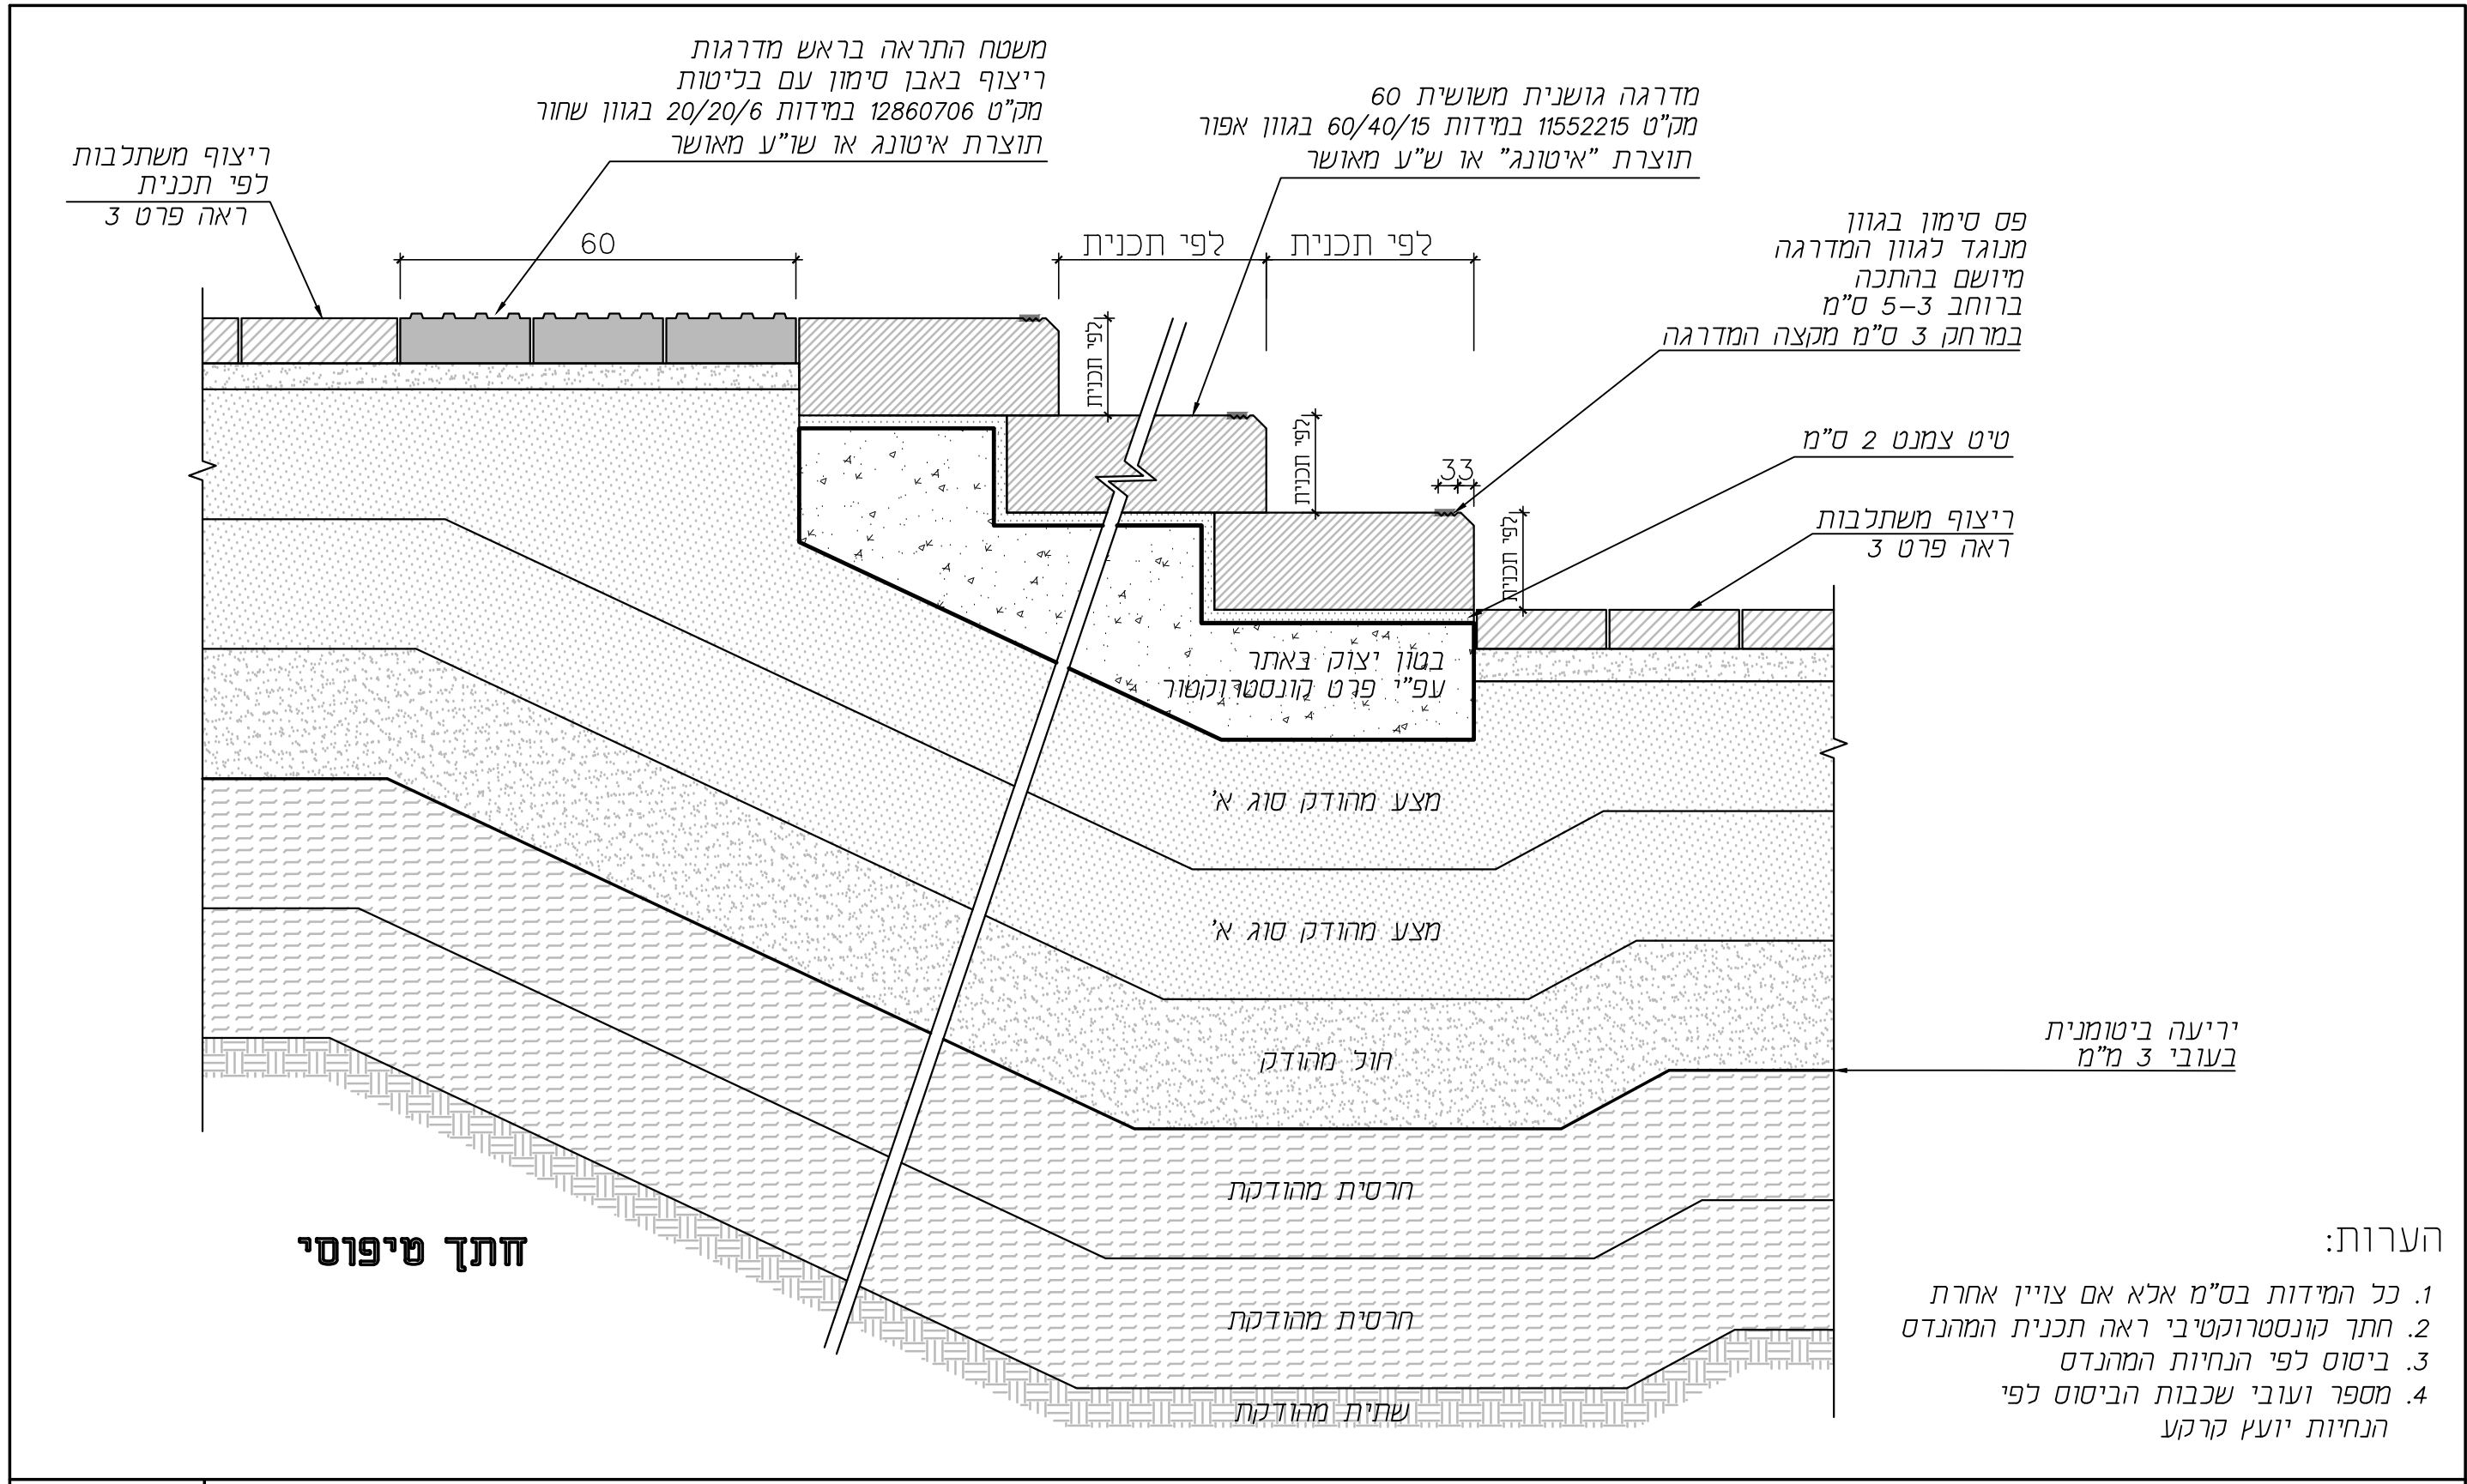 משטח התראה בראש מדרגות
ריצוף באבן סימון עם בליטות
מק"ט 12860706 במידות 20/20/6 בגוון שחור
תוצרת איטונג או שו"ע מאושר
מדרגה גושנית משושית 60
מק"ט 11552215 במידות 60/40/15 בגוון אפור
תוצרת "איטונג" או ש"ע מאושר
ריצוף משתלבות
לפי תכנית
ראה פרט 3
פס סימון בגוון
מנוגד לגוון המדרגה
מיושם בהתכה
ברוחב 3-5 ס"מ
במרחק 3 ס"מ מקצה המדרגה
60
לפי תכנית
לפי תכנית
לפי תכנית
לפי תכנית
33
לפי תכנית
טיט צמנט 2 ס"מ
ריצוף משתלבות
ראה פרט 3
בטון יצוק באתר
עפ"י פרט קונסטרוקטור
מצע מהודק סוג א'
מצע מהודק סוג א'
חול מהודק
יריעה ביטומנית
בעובי 3 מ"מ
חרסית מהודקת
חרסית מהודקת
שתית מהודקת
חתך טיפוסי
הערות:
1. כל המידות בס"מ אלא אם צויין אחרת
2. חתך קונסטרוקטיבי ראה תכנית המהנדס
3. ביסוס לפי הנחיות המהנדס
4. מספר ועובי שכבות הביסוס לפי
הנחיות יועץ קרקע